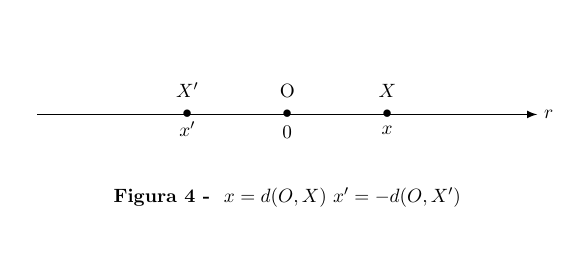 X′ O X
r
x′ 0 x
Figura 4 - x = d(O, X) x′ = −d(O, X′)